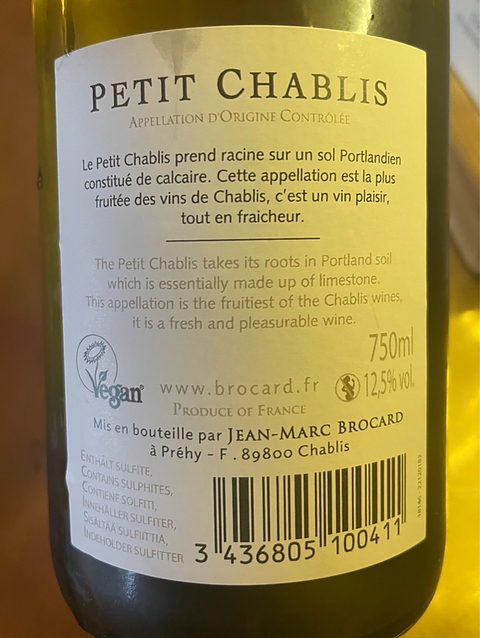 PETIT CHABLIS
APPELLATION D'ORIGINE CONTRÔLÉE
Le Petit Chablis prend racine sur un sol Portlandien
constitué de calcaire. Cette appellation est la plus
fruitée des vins de Chablis, c'est un vin plaisir,
tout en fraicheur.
The Petit Chablis takes its roots in Portland soil
which is essentially made up of limestone.
This appellation is the fruitiest of the Chablis wines,
it is a fresh and pleasurable wine.
750ml
Vegan
www.brocard.fr
12,5% vol.
PRODUCE OF FRANCE
Mis en bouteille par JEAN-MARC BROCARD
à Préhy - F . 89800 Chablis
ENTHÄLT SULFITE,
CONTAINS SULPHITES,
CONTIENE SOLFITI,
INNEHÅLLER SULFITER,
SISÄLTÄÄ SULFIITTIA,
INDEHOLDER SULFITTER
3 436805 100411